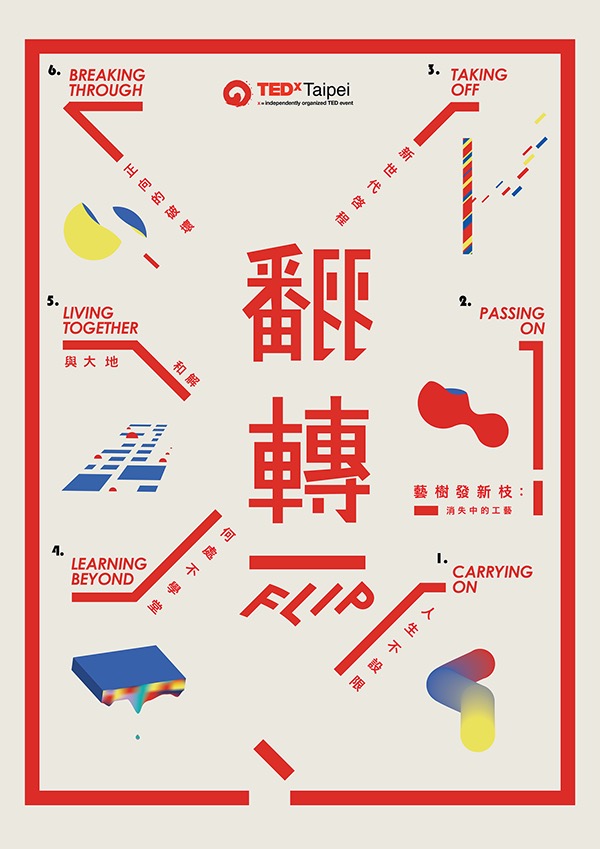 TEDxTaipei
x = independently organized TED event
6.
BREAKING
THROUGH
正向的破壞
3.
TAKING
OFF
新世代啓程
翻
轉
FLIP
5.
LIVING
TOGETHER
與大地
和解
2.
PASSING
ON
藝樹發新枝：
消失中的工藝
4.
LEARNING
BEYOND
何處不學堂
1.
CARRYING
ON
人生不設限